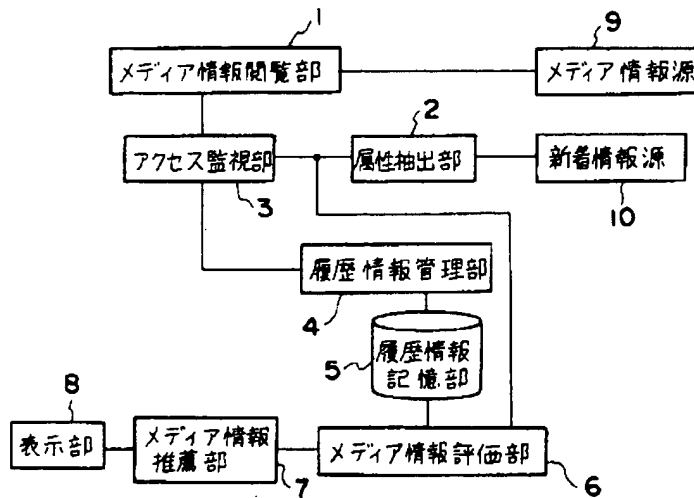 1
メディア情報閲覧部
9
メディア情報源
アクセス監視部
3
2
属性抽出部
新着情報源
10
履歴情報管理部
4
5
履歴情報
記憶部
8
表示部
メディア情報
推薦部
7
メディア情報評価部
6